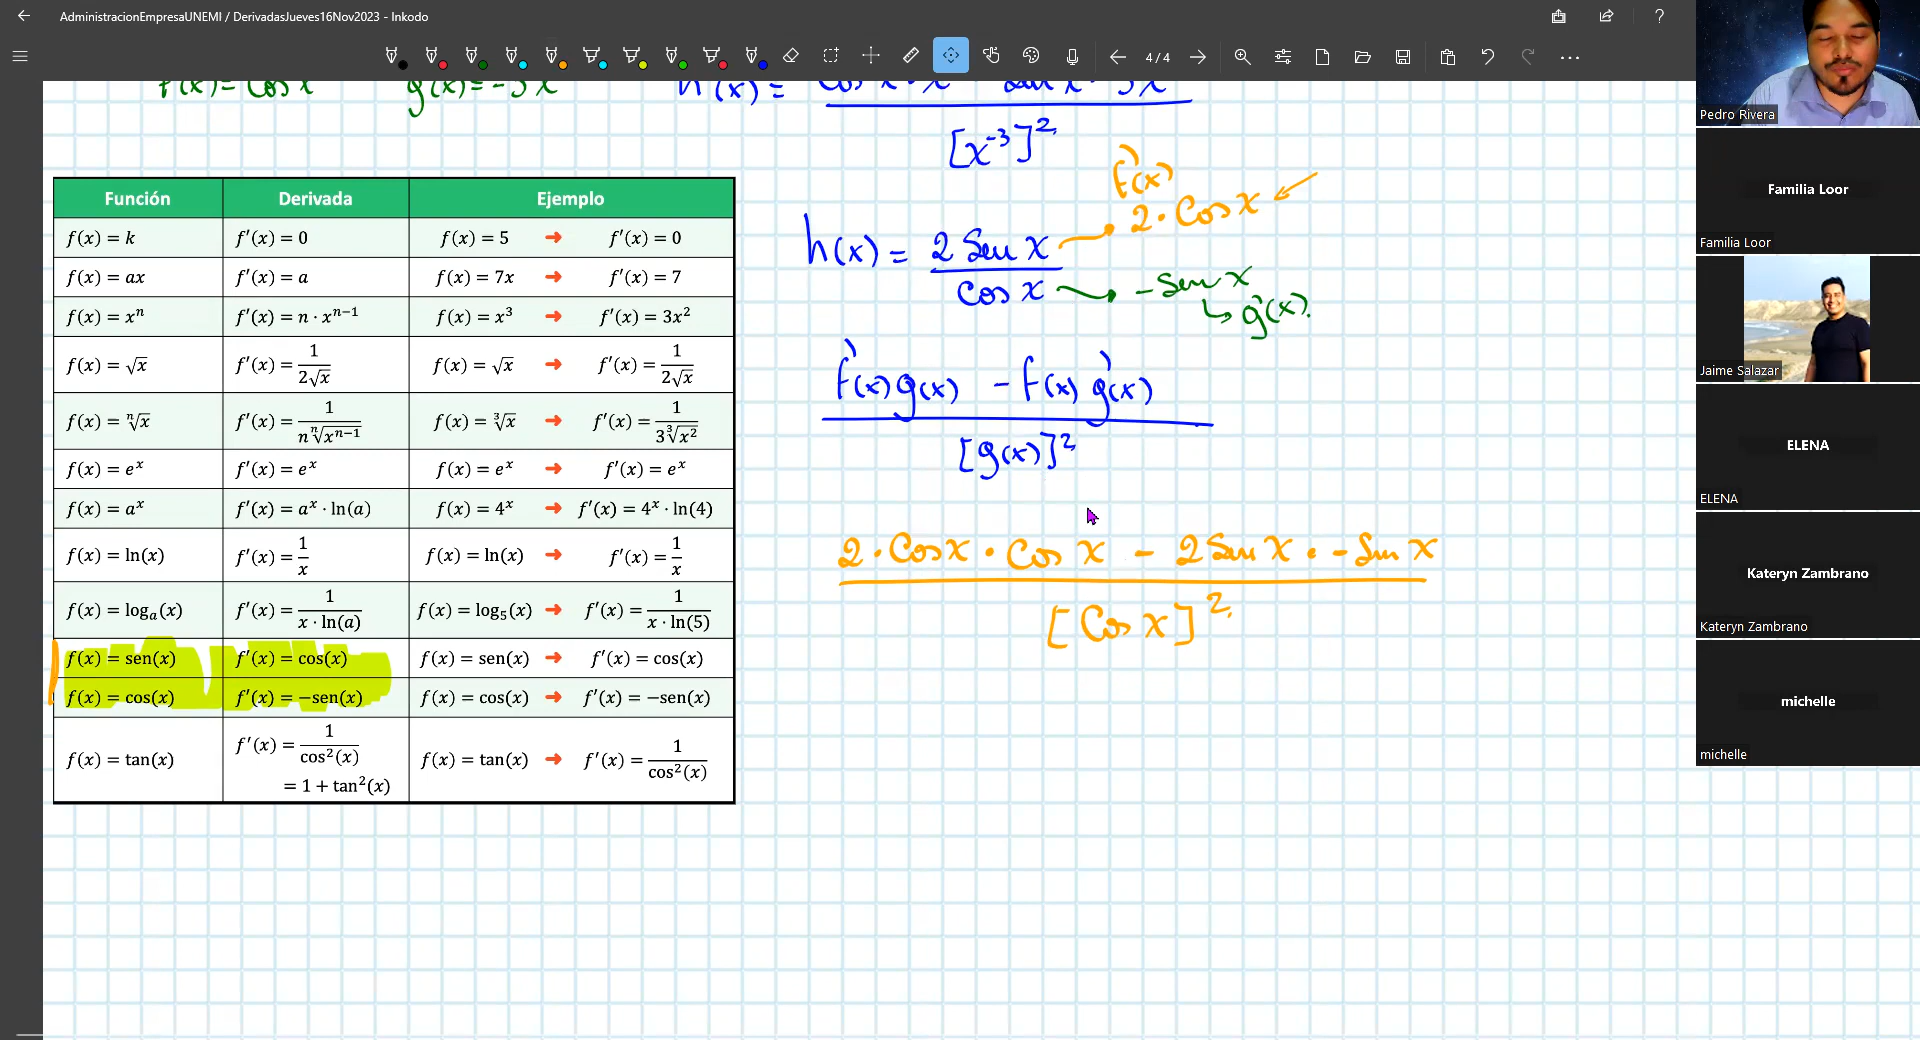 AdministracionEmpresaUNEMI / DerivadasJueves16Nov2023 - Inkodo
4/4
f(x) = Cos x
g(x) = -3x
h'(x) =
[x⁻³]²
Función Derivada Ejemplo
f(x) = k f′(x) = 0 f(x) = 5 ➜ f′(x) = 0
f(x) = ax f′(x) = a f(x) = 7x ➜ f′(x) = 7
f(x) = xⁿ f′(x) = n · xⁿ⁻¹ f(x) = x³ ➜ f′(x) = 3x²
f(x) = √x f′(x) = 1/(2√x) f(x) = √x ➜ f′(x) = 1/(2√x)
f(x) = ⁿ√x f′(x) = 1/(n ⁿ√xⁿ⁻¹) f(x) = ³√x ➜ f′(x) = 1/(3 ³√x²)
f(x) = eˣ f′(x) = eˣ f(x) = eˣ ➜ f′(x) = eˣ
f(x) = aˣ f′(x) = aˣ · ln(a) f(x) = 4ˣ ➜ f′(x) = 4ˣ · ln(4)
f(x) = ln(x) f′(x) = 1/x f(x) = ln(x) ➜ f′(x) = 1/x
f(x) = logₐ(x) f′(x) = 1/(x · ln(a)) f(x) = log₅(x) ➜ f′(x) = 1/(x · ln(5))
f(x) = sen(x) f′(x) = cos(x) f(x) = sen(x) ➜ f′(x) = cos(x)
f(x) = cos(x) f′(x) = −sen(x) f(x) = cos(x) ➜ f′(x) = −sen(x)
f(x) = tan(x) f′(x) = 1/cos²(x) f(x) = tan(x) ➜ f′(x) = 1/cos²(x)
= 1 + tan²(x)
f'(x)
2 · Cos x
h(x) = 2 Sen x
cos x
- Sen x
g'(x)
f'(x) g(x) - f(x) g'(x)
[g(x)]²
2 · Cos x · Cos x - 2 Sen x · - Sen x
[Cos x]²
Pedro Rivera
Familia Loor
Familia Loor
Jaime Salazar
ELENA
ELENA
Kateryn Zambrano
Kateryn Zambrano
michelle
michelle